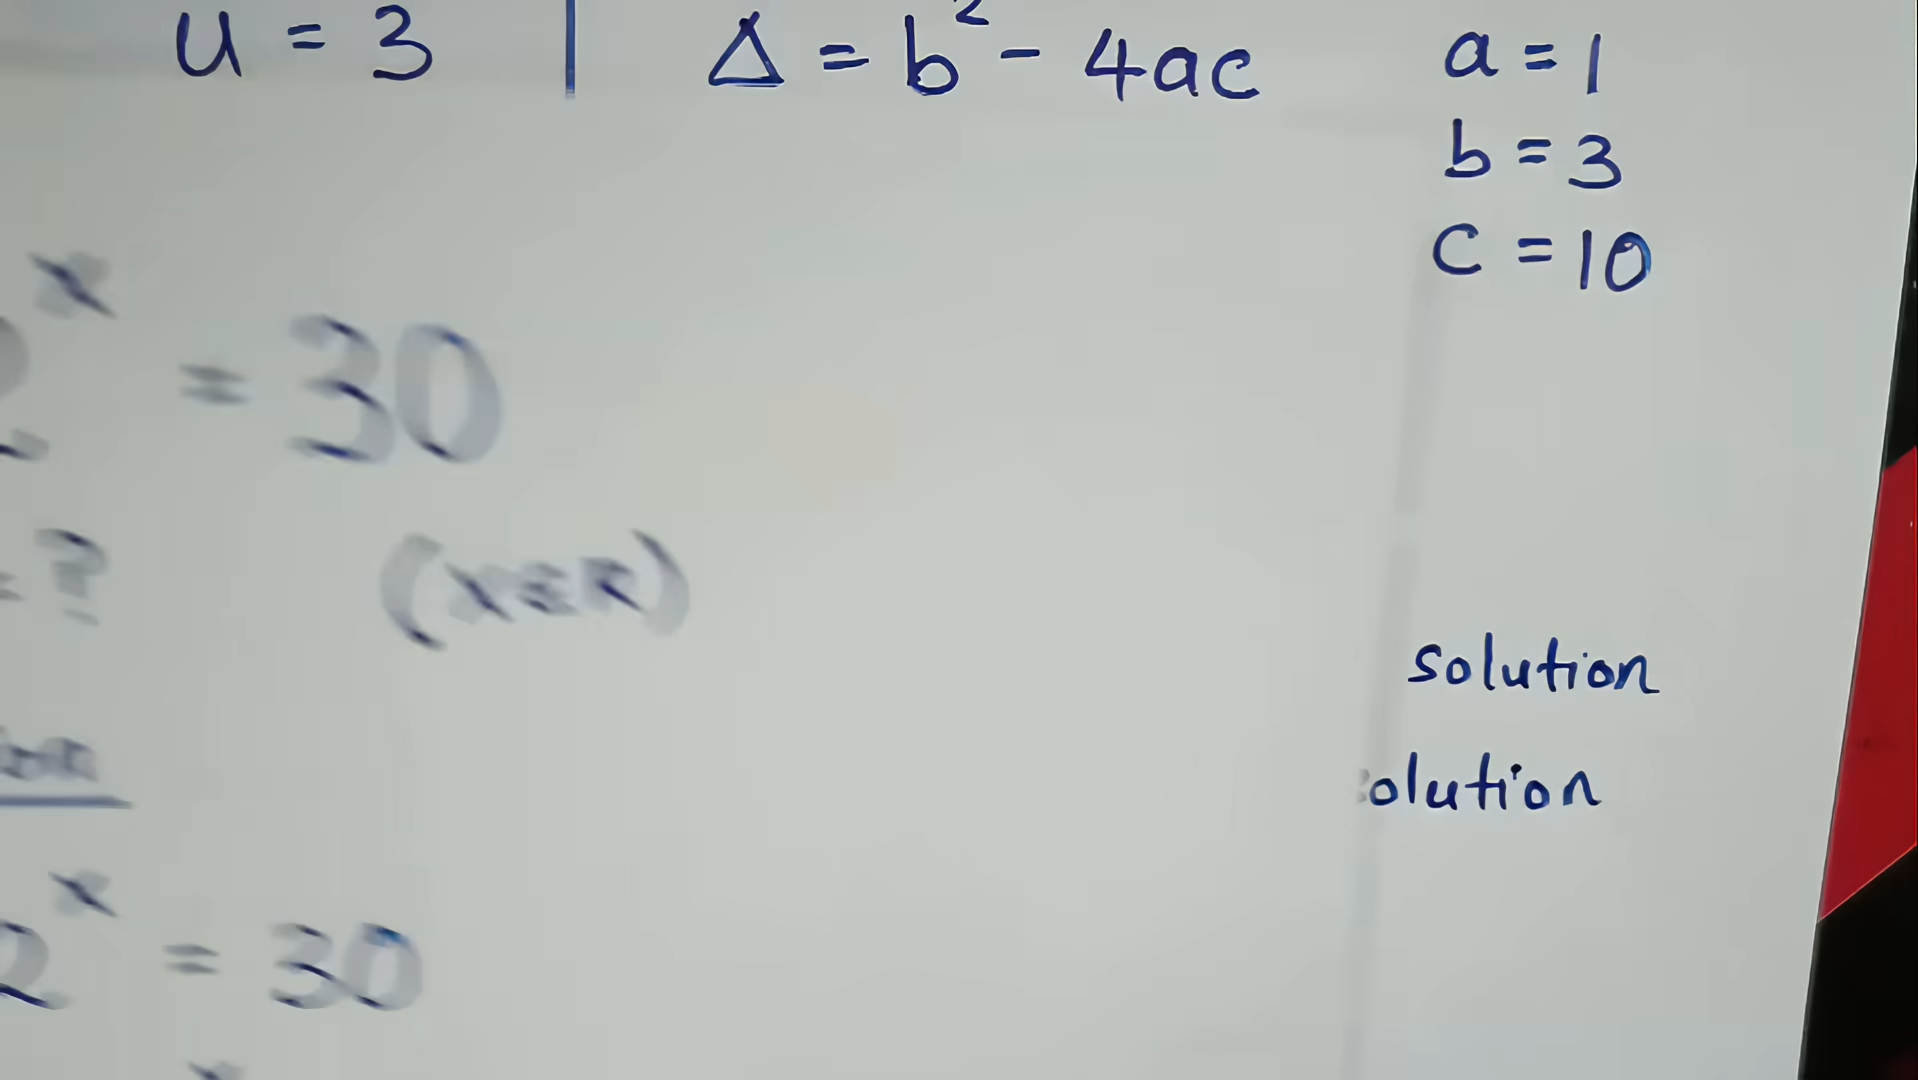 u = 3 | Δ = b² - 4ac
a = 1
b = 3
c = 10
2ˣ = 30
= ? (x ∈ R)
solution
olution
2ˣ = 30
x